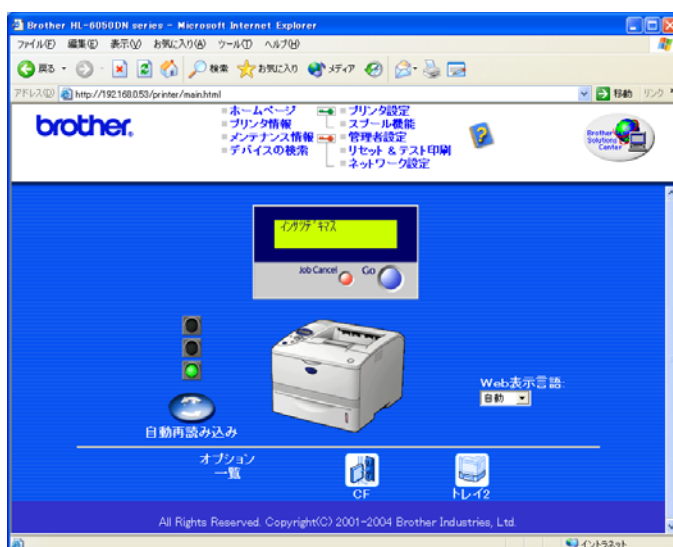 Brother HL-6050DN series - Microsoft Internet Explorer
ファイル(F) 編集(E) 表示(V) お気に入り(A) ツール(T) ヘルプ(H)
戻る 検索 お気に入り メディア
アドレス(D) http://192.168.0.53/printer/main.html 移動 リンク
brother.
ホームページ
プリンタ情報
メンテナンス情報
デバイスの検索
プリンタ設定
スプール機能
管理者設定
リセット & テスト印刷
ネットワーク設定
Brother
Solutions
Center
インサツデキマス
Job Cancel Go
Web表示言語:
自動
自動再読み込み
オプション
一覧
CF
トレイ2
All Rights Reserved. Copyright(C) 2001-2004 Brother Industries, Ltd.
イントラネット